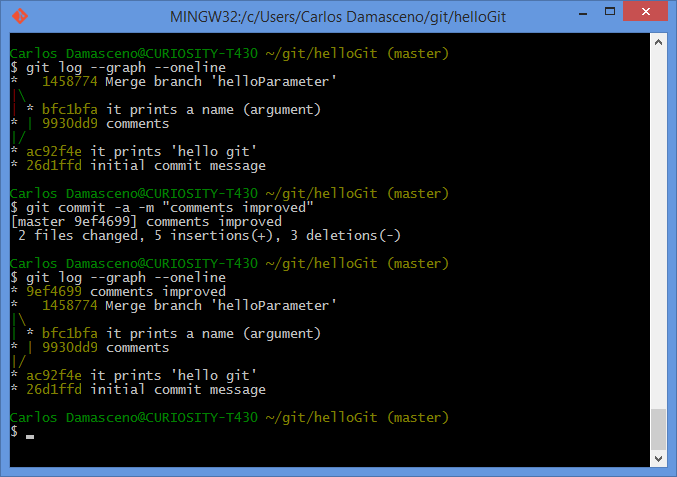 MINGW32:/c/Users/Carlos Damasceno/git/helloGit
Carlos Damasceno@CURIOSITY-T430 ~/git/helloGit (master)
$ git log --graph --oneline
*   1458774 Merge branch 'helloParameter'
|\
| * bfc1bfa it prints a name (argument)
* | 9930dd9 comments
|/
* ac92f4e it prints 'hello git'
* 26d1ffd initial commit message
Carlos Damasceno@CURIOSITY-T430 ~/git/helloGit (master)
$ git commit -a -m "comments improved"
[master 9ef4699] comments improved
 2 files changed, 5 insertions(+), 3 deletions(-)
Carlos Damasceno@CURIOSITY-T430 ~/git/helloGit (master)
$ git log --graph --oneline
* 9ef4699 comments improved
*   1458774 Merge branch 'helloParameter'
|\
| * bfc1bfa it prints a name (argument)
* | 9930dd9 comments
|/
* ac92f4e it prints 'hello git'
* 26d1ffd initial commit message
Carlos Damasceno@CURIOSITY-T430 ~/git/helloGit (master)
$